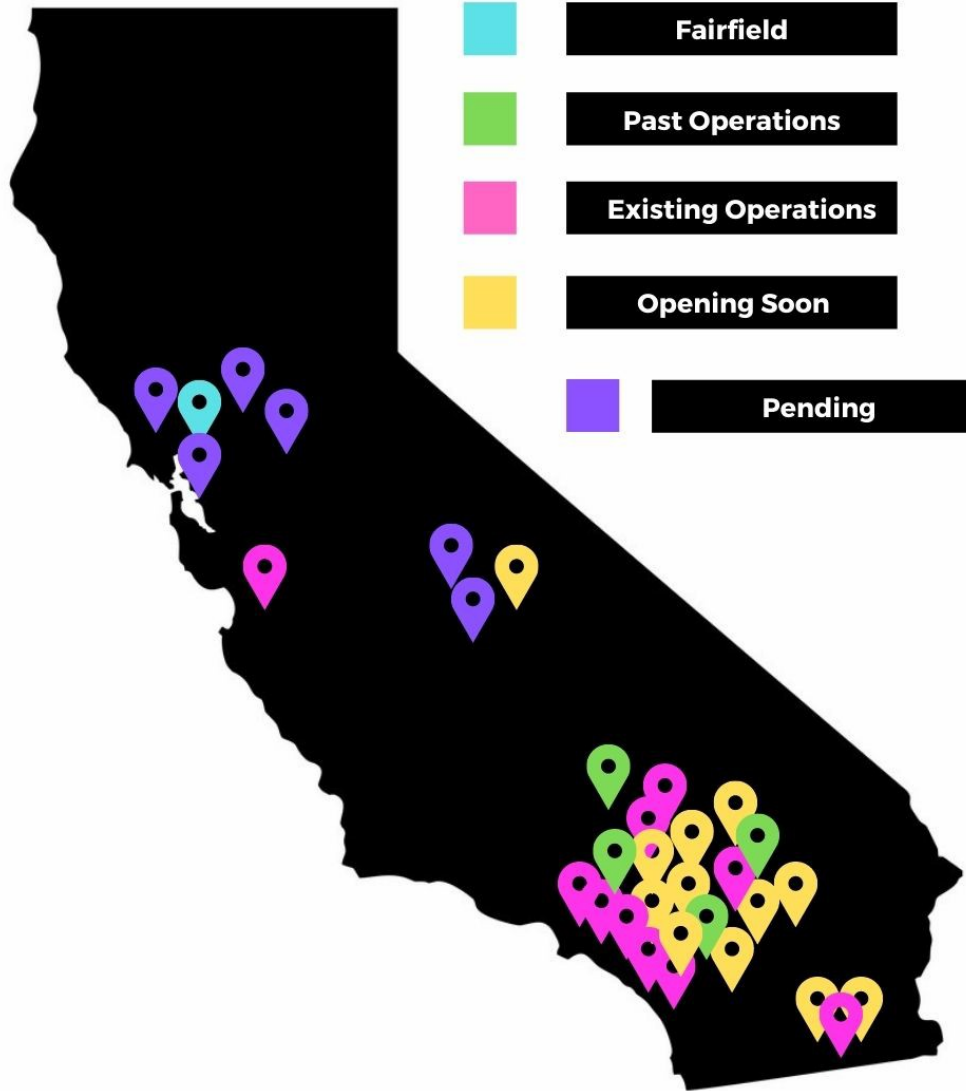 Fairfield
Past Operations
Existing Operations
Opening Soon
Pending